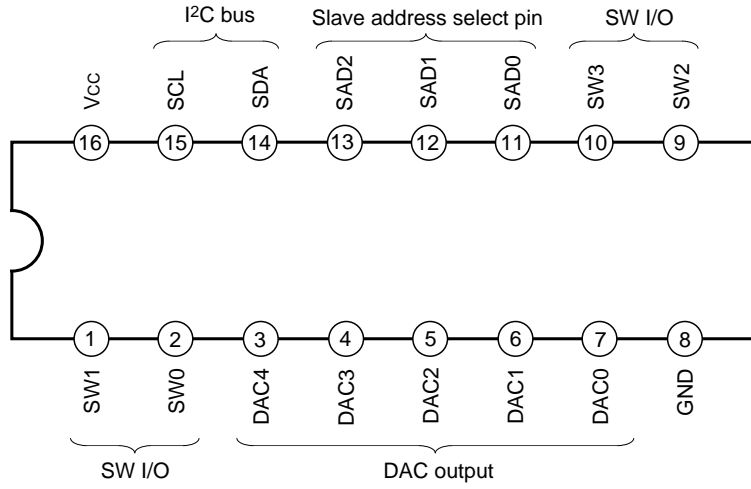 I²C bus Slave address select pin SW I/O
VCC SCL SDA SAD2 SAD1 SAD0 SW3 SW2
16 15 14 13 12 11 10 9
1 2 3 4 5 6 7 8
SW1 SW0 DAC4 DAC3 DAC2 DAC1 DAC0 GND
SW I/O DAC output